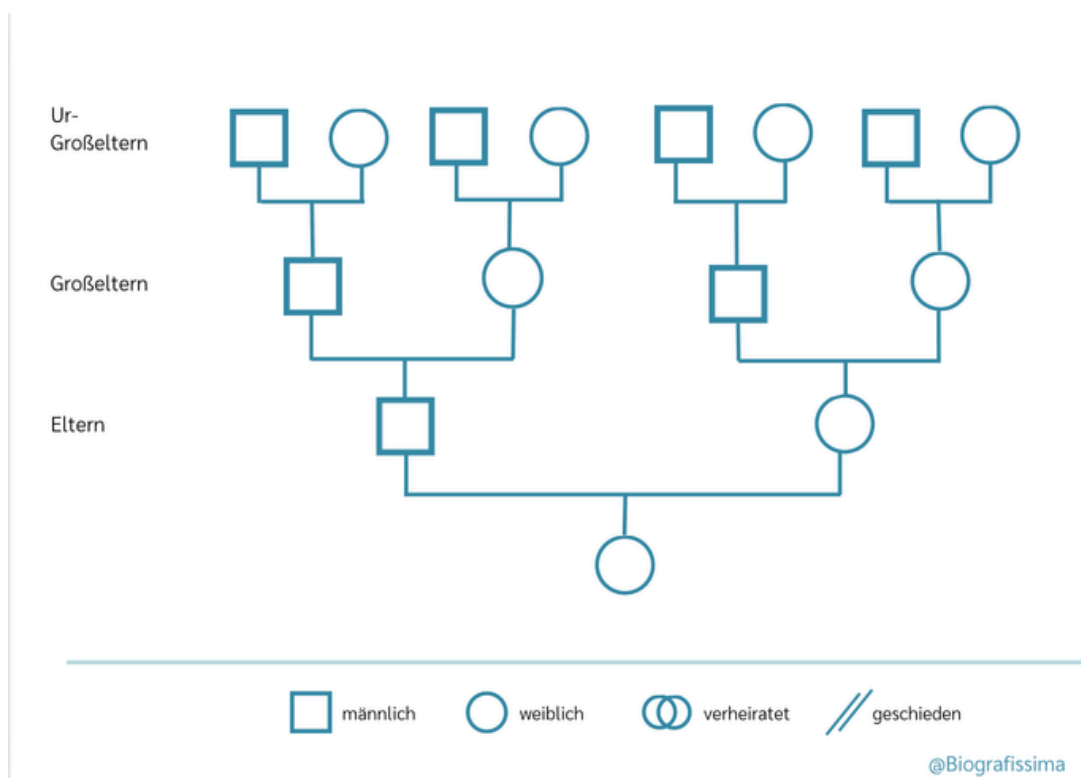 Ur-
Großeltern
Großeltern
Eltern
männlich
weiblich
verheiratet
geschieden
@Biografissima